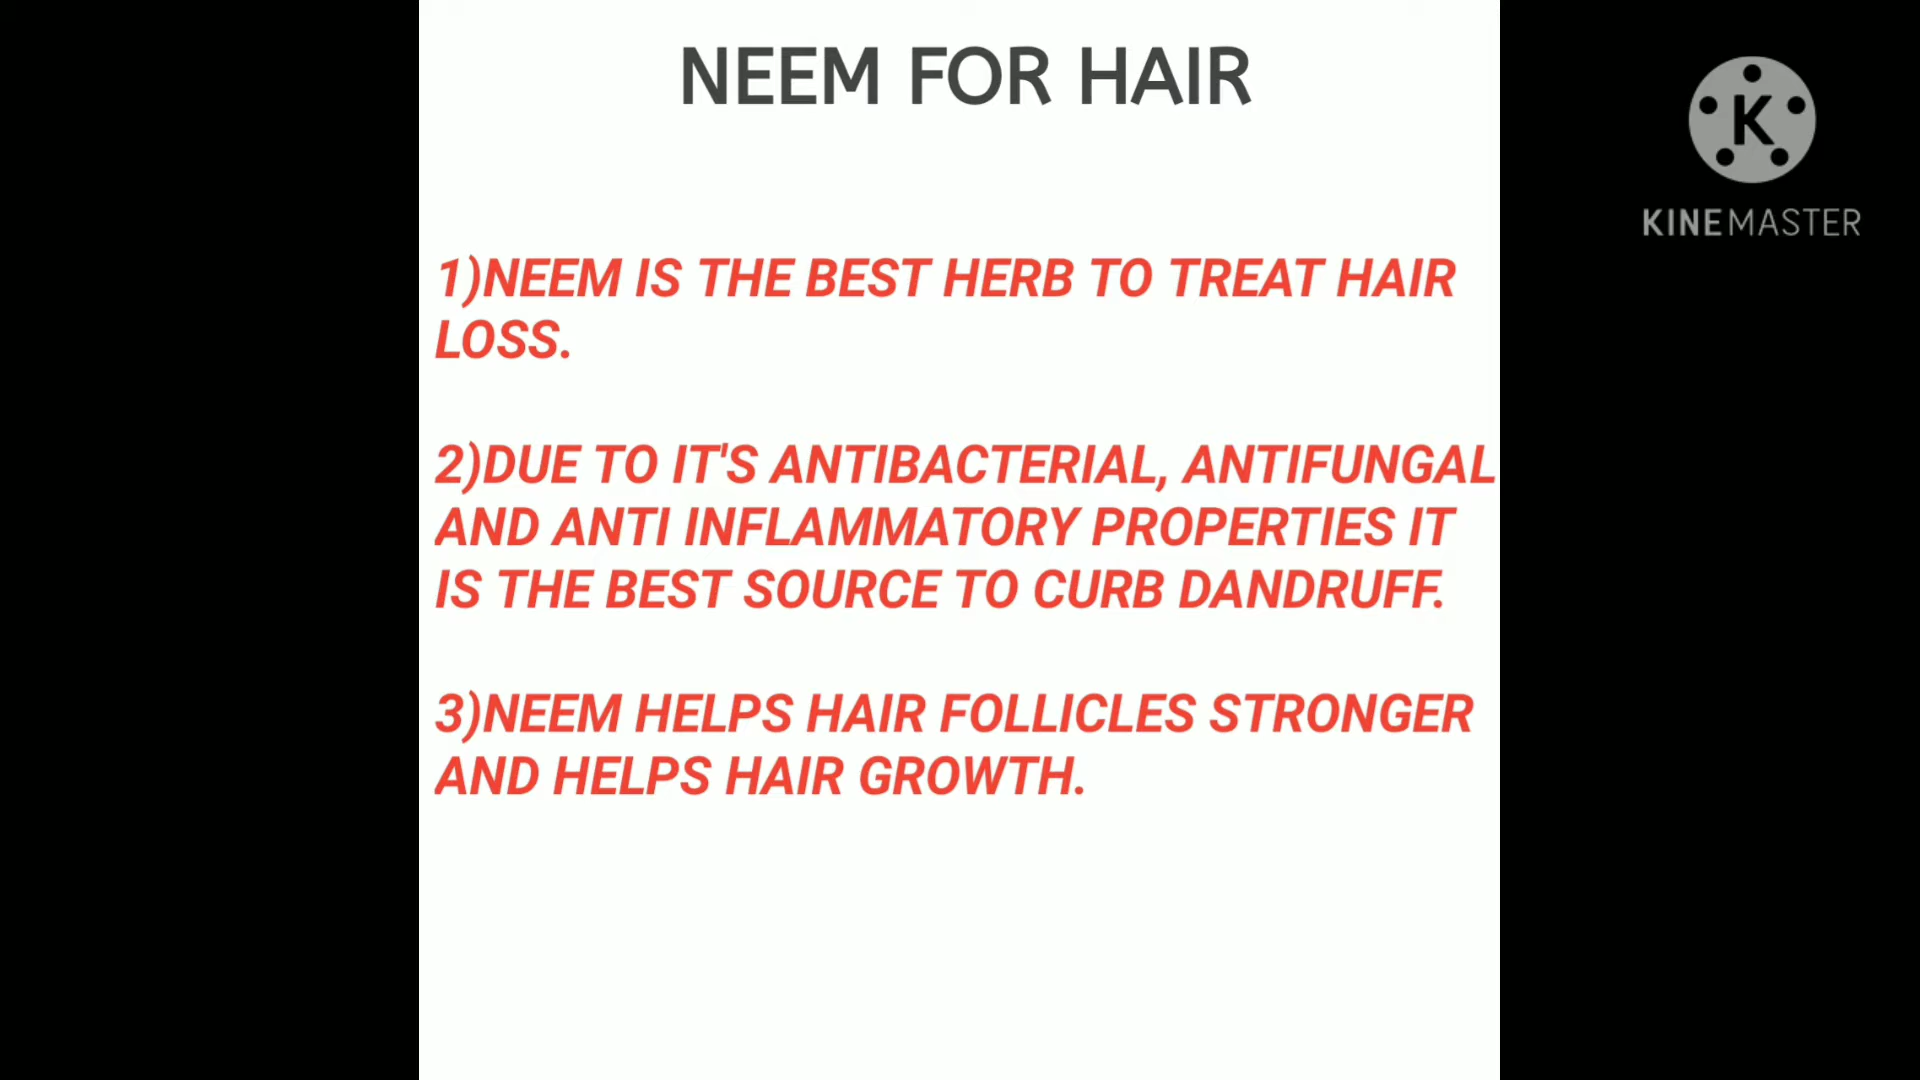 NEEM FOR HAIR
KINEMASTER
1)NEEM IS THE BEST HERB TO TREAT HAIR
LOSS.
2)DUE TO IT'S ANTIBACTERIAL, ANTIFUNGAL
AND ANTI INFLAMMATORY PROPERTIES IT
IS THE BEST SOURCE TO CURB DANDRUFF.
3)NEEM HELPS HAIR FOLLICLES STRONGER
AND HELPS HAIR GROWTH.